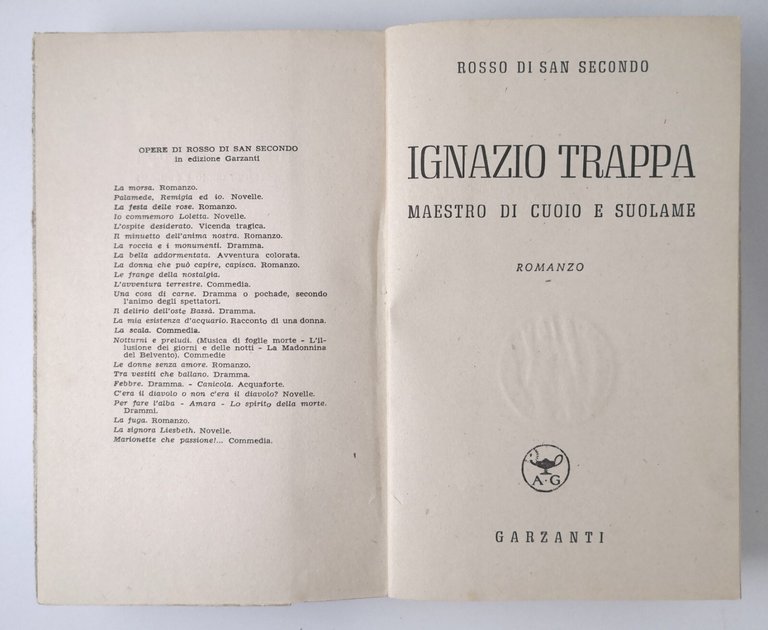 OPERE DI ROSSO DI SAN SECONDO
in edizione Garzanti
La morsa. Romanzo.
Palamede, Remigia ed io. Novelle.
La festa delle rose. Romanzo.
Io commemoro Loletta. Novelle.
L'ospite desiderato. Vicenda tragica.
Il minuetto dell'anima nostra. Romanzo.
La roccia e i monumenti. Dramma.
La bella addormentata. Avventura colorata.
La donna che può capire, capisca. Romanzo.
Le frange della nostalgia.
L'avventura terrestre. Commedia.
Una cosa di carne. Dramma o pochade, secondo
l'animo degli spettatori.
Il delirio dell'oste Bassà. Dramma.
La mia esistenza d'acquario. Racconto di una donna.
La scala. Commedia.
Notturni e preludi. (Musica di foglie morte - L'il-
lusione dei giorni e delle notti - La Madonnina
del Belvento). Commedie
Le donne senza amore. Romanzo.
Tra vestiti che ballano. Dramma.
Febbre. Dramma. - Canicola. Acquaforte.
C'era il diavolo o non c'era il diavolo? Novelle.
Per fare l'alba - Amara - Lo spirito della morte.
Drammi.
La fuga. Romanzo.
La signora Liesbeth. Novelle.
Marionette che passione!... Commedia.
ROSSO DI SAN SECONDO
IGNAZIO TRAPPA
MAESTRO DI CUOIO E SUOLAME
ROMANZO
A·G
GARZANTI